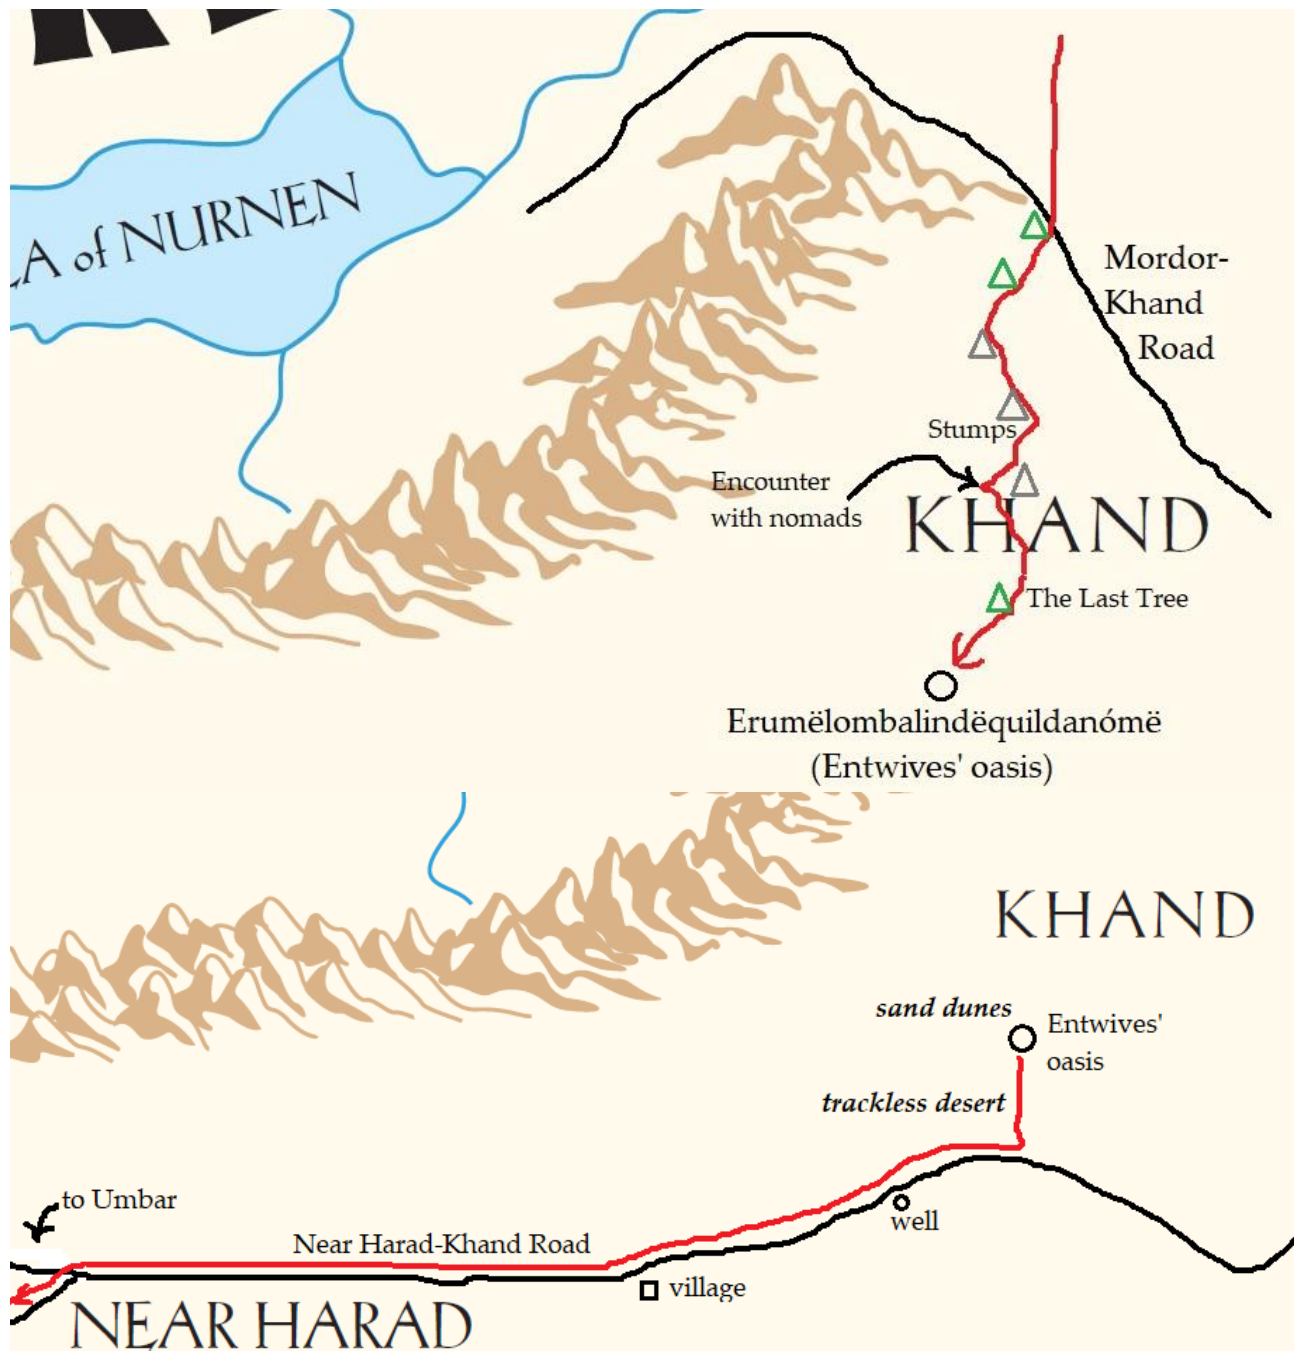 LA of NURNEN
Mordor-
Khand
Road
Stumps
Encounter
with nomads
KHAND
The Last Tree
Erumëlombalindëquildanómë
(Entwives' oasis)
KHAND
sand dunes
Entwives'
oasis
trackless desert
to Umbar
well
Near Harad-Khand Road
village
NEAR HARAD